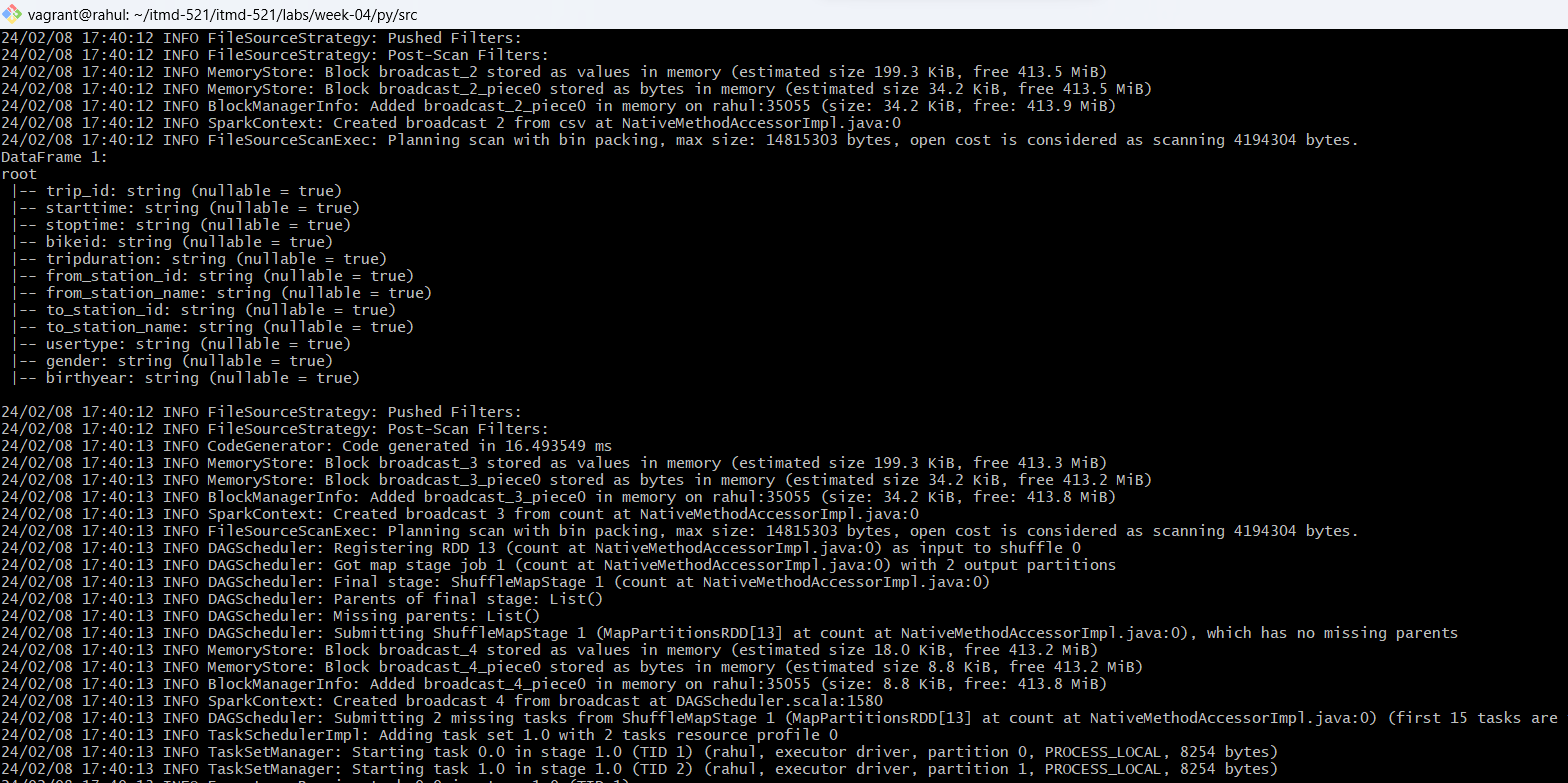 vagrant@rahul: ~/itmd-521/itmd-521/labs/week-04/py/src
24/02/08 17:40:12 INFO FileSourceStrategy: Pushed Filters:
24/02/08 17:40:12 INFO FileSourceStrategy: Post-Scan Filters:
24/02/08 17:40:12 INFO MemoryStore: Block broadcast_2 stored as values in memory (estimated size 199.3 KiB, free 413.5 MiB)
24/02/08 17:40:12 INFO MemoryStore: Block broadcast_2_piece0 stored as bytes in memory (estimated size 34.2 KiB, free 413.5 MiB)
24/02/08 17:40:12 INFO BlockManagerInfo: Added broadcast_2_piece0 in memory on rahul:35055 (size: 34.2 KiB, free: 413.9 MiB)
24/02/08 17:40:12 INFO SparkContext: Created broadcast 2 from csv at NativeMethodAccessorImpl.java:0
24/02/08 17:40:12 INFO FileSourceScanExec: Planning scan with bin packing, max size: 14815303 bytes, open cost is considered as scanning 4194304 bytes.
DataFrame 1:
root
 |-- trip_id: string (nullable = true)
 |-- starttime: string (nullable = true)
 |-- stoptime: string (nullable = true)
 |-- bikeid: string (nullable = true)
 |-- tripduration: string (nullable = true)
 |-- from_station_id: string (nullable = true)
 |-- from_station_name: string (nullable = true)
 |-- to_station_id: string (nullable = true)
 |-- to_station_name: string (nullable = true)
 |-- usertype: string (nullable = true)
 |-- gender: string (nullable = true)
 |-- birthyear: string (nullable = true)
24/02/08 17:40:12 INFO FileSourceStrategy: Pushed Filters:
24/02/08 17:40:12 INFO FileSourceStrategy: Post-Scan Filters:
24/02/08 17:40:13 INFO CodeGenerator: Code generated in 16.493549 ms
24/02/08 17:40:13 INFO MemoryStore: Block broadcast_3 stored as values in memory (estimated size 199.3 KiB, free 413.3 MiB)
24/02/08 17:40:13 INFO MemoryStore: Block broadcast_3_piece0 stored as bytes in memory (estimated size 34.2 KiB, free 413.2 MiB)
24/02/08 17:40:13 INFO BlockManagerInfo: Added broadcast_3_piece0 in memory on rahul:35055 (size: 34.2 KiB, free: 413.8 MiB)
24/02/08 17:40:13 INFO SparkContext: Created broadcast 3 from count at NativeMethodAccessorImpl.java:0
24/02/08 17:40:13 INFO FileSourceScanExec: Planning scan with bin packing, max size: 14815303 bytes, open cost is considered as scanning 4194304 bytes.
24/02/08 17:40:13 INFO DAGScheduler: Registering RDD 13 (count at NativeMethodAccessorImpl.java:0) as input to shuffle 0
24/02/08 17:40:13 INFO DAGScheduler: Got map stage job 1 (count at NativeMethodAccessorImpl.java:0) with 2 output partitions
24/02/08 17:40:13 INFO DAGScheduler: Final stage: ShuffleMapStage 1 (count at NativeMethodAccessorImpl.java:0)
24/02/08 17:40:13 INFO DAGScheduler: Parents of final stage: List()
24/02/08 17:40:13 INFO DAGScheduler: Missing parents: List()
24/02/08 17:40:13 INFO DAGScheduler: Submitting ShuffleMapStage 1 (MapPartitionsRDD[13] at count at NativeMethodAccessorImpl.java:0), which has no missing parents
24/02/08 17:40:13 INFO MemoryStore: Block broadcast_4 stored as values in memory (estimated size 18.0 KiB, free 413.2 MiB)
24/02/08 17:40:13 INFO MemoryStore: Block broadcast_4_piece0 stored as bytes in memory (estimated size 8.8 KiB, free 413.2 MiB)
24/02/08 17:40:13 INFO BlockManagerInfo: Added broadcast_4_piece0 in memory on rahul:35055 (size: 8.8 KiB, free: 413.8 MiB)
24/02/08 17:40:13 INFO SparkContext: Created broadcast 4 from broadcast at DAGScheduler.scala:1580
24/02/08 17:40:13 INFO DAGScheduler: Submitting 2 missing tasks from ShuffleMapStage 1 (MapPartitionsRDD[13] at count at NativeMethodAccessorImpl.java:0) (first 15 tasks are
24/02/08 17:40:13 INFO TaskSchedulerImpl: Adding task set 1.0 with 2 tasks resource profile 0
24/02/08 17:40:13 INFO TaskSetManager: Starting task 0.0 in stage 1.0 (TID 1) (rahul, executor driver, partition 0, PROCESS_LOCAL, 8254 bytes)
24/02/08 17:40:13 INFO TaskSetManager: Starting task 1.0 in stage 1.0 (TID 2) (rahul, executor driver, partition 1, PROCESS_LOCAL, 8254 bytes)